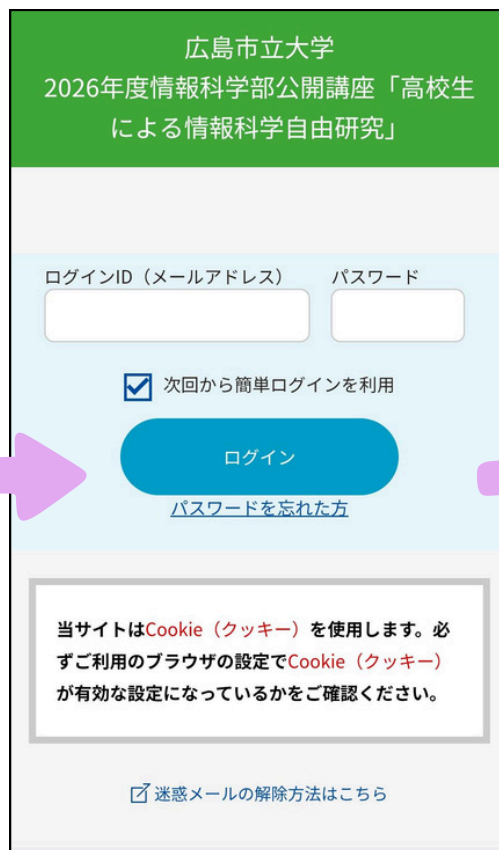 広島市立大学
2026年度情報科学部公開講座「高校生
による情報科学自由研究」
ログインID（メールアドレス）
パスワード
次回から簡単ログインを利用
ログイン
パスワードを忘れた方
当サイトはCookie（クッキー）を使用します。必
ずご利用のブラウザの設定でCookie（クッキー）
が有効な設定になっているかをご確認ください。
迷惑メールの解除方法はこちら